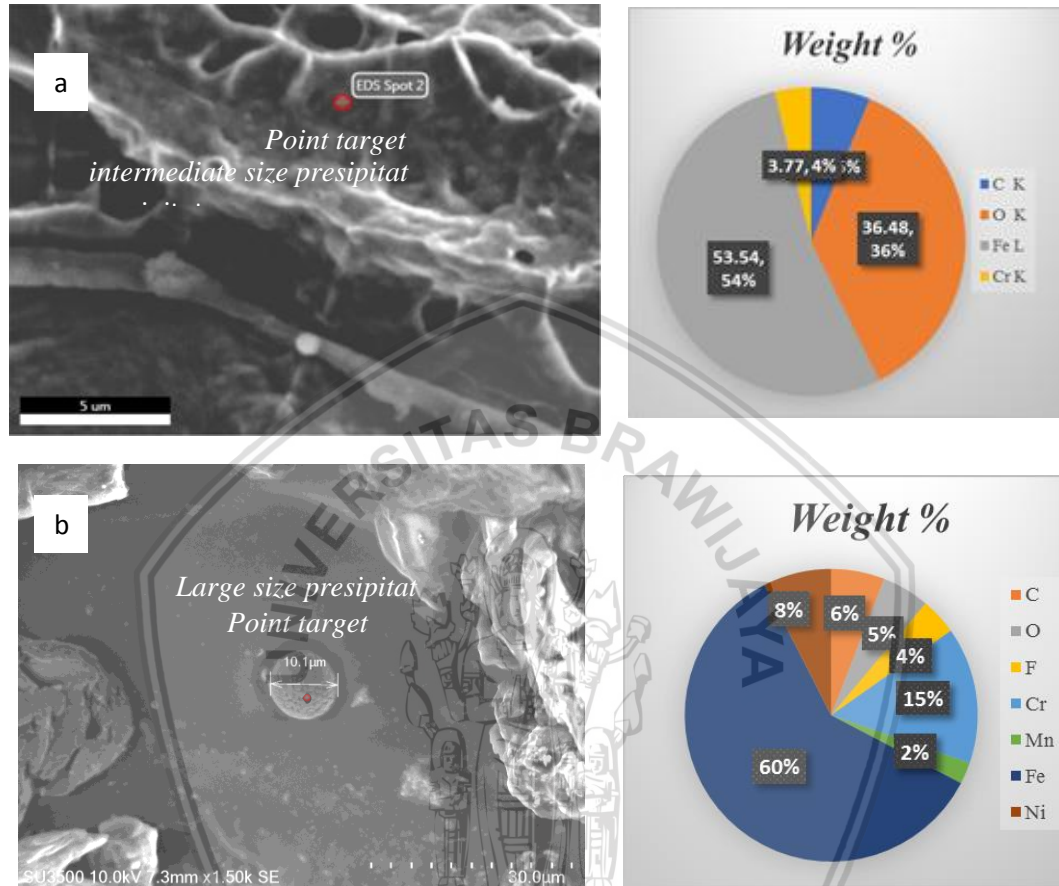 a
EDS Spot 2
Point target
intermediate size presipitat
5 um
Weight %
3.77, 4%
53.54,
54%
36.48,
36%
C K
O K
Fe L
Cr K
UNIVERSITAS BRAWIJAYA
b
Large size presipitat
Point target
10.1µm
SU3500 10.0kV 7.3mm x1.50k SE
30.0µm
Weight %
8%
6%
5%
4%
15%
2%
60%
C
O
F
Cr
Mn
Fe
Ni